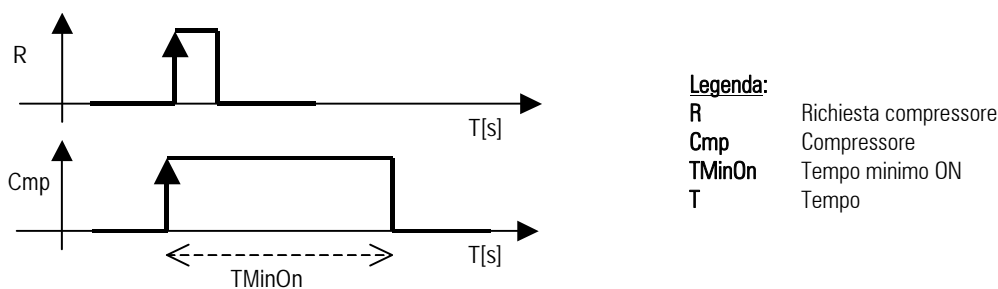 R
T[s]
Cmp
T[s]
TMinOn
Legenda:
R Richiesta compressore
Cmp Compressore
TMinOn Tempo minimo ON
T Tempo